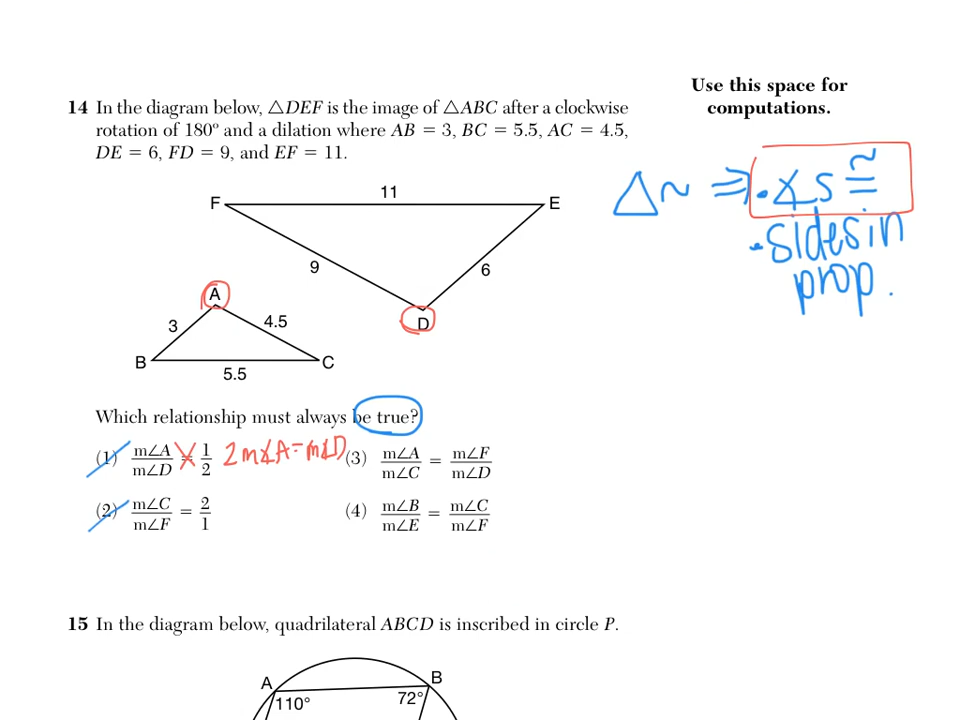 Use this space for
computations.
14 In the diagram below, △DEF is the image of △ABC after a clockwise
rotation of 180º and a dilation where AB = 3, BC = 5.5, AC = 4.5,
DE = 6, FD = 9, and EF = 11.
△~ ⇒ • ∡s ≅
• sides in
prop.
F 11 E
9 6
A
D
3 4.5
B C
5.5
Which relationship must always be true?
(1) m∠A/m∠D = 1/2 2m∡A=m∡D (3) m∠A/m∠C = m∠F/m∠D
(2) m∠C/m∠F = 2/1 (4) m∠B/m∠E = m∠C/m∠F
15 In the diagram below, quadrilateral ABCD is inscribed in circle P.
A B
110° 72°